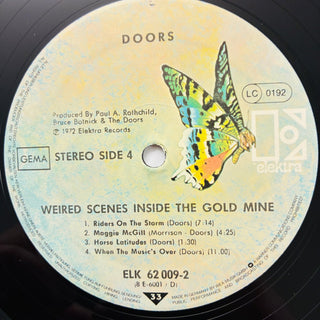 DOORS
Produced by Paul A. Rothchild,
Bruce Botnick & The Doors
℗ 1972 Elektra Records
LC 0192
GEMA
STEREO SIDE 4
elektra
WEIRED SCENES INSIDE THE GOLD MINE
1. Riders On The Storm (Doors) (7:14)
2. Maggie McGill (Morrison - Doors) (4:25)
3. Horse Latitudes (Doors) (1:30)
4. When The Music's Over (Doors) (11:00)
ELK 62 009-2
(8 E-6001 - D)
33